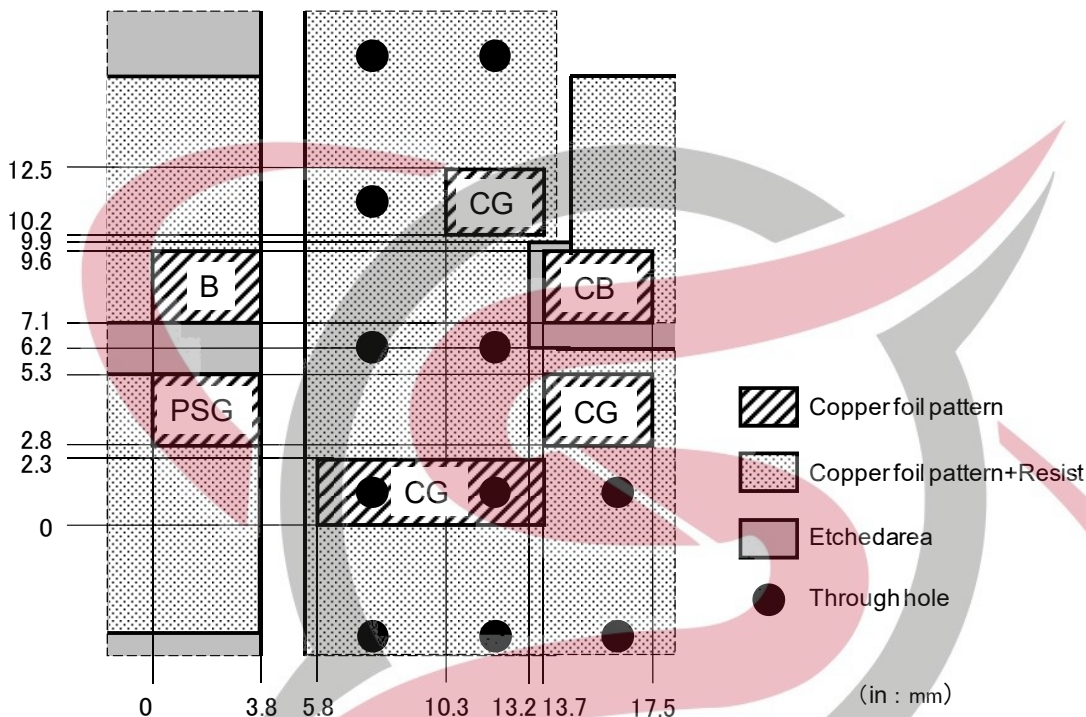 12.5
10.2
9.9
9.6
7.1
6.2
5.3
2.8
2.3
0
CG
B
CB
PSG
CG
CG
Copper foil pattern
Copper foil pattern+Resist
Etched area
Through hole
0 3.8 5.8 10.3 13.2 13.7 17.5
(in : mm)